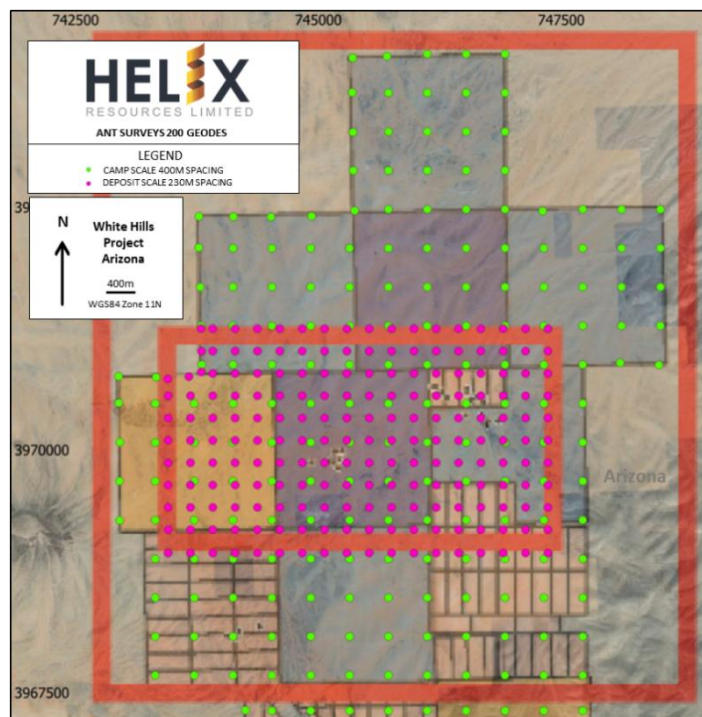 742500 745000 747500
HELIX
RESOURCES LIMITED
ANT SURVEYS 200 GEODES
LEGEND
CAMP SCALE 400M SPACING
DEPOSIT SCALE 230M SPACING
N
White Hills
Project
Arizona
400m
WGS84 Zone 11N
3970000
Arizona
3967500